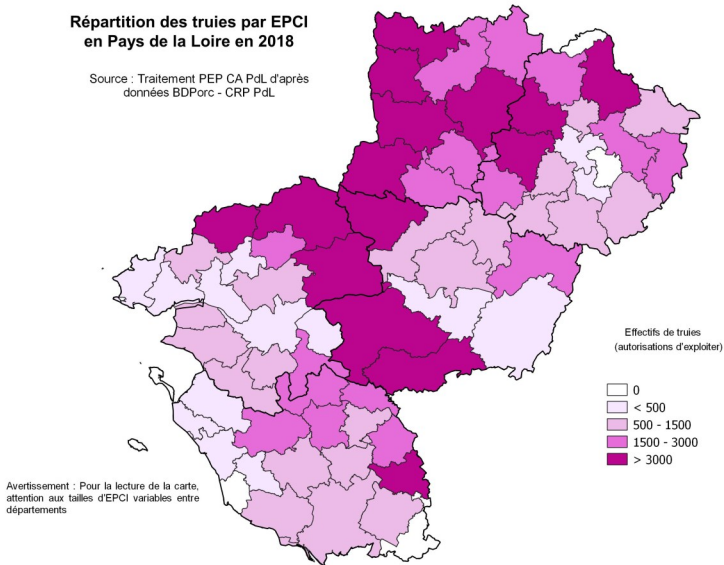 Répartition des truies par EPCI
en Pays de la Loire en 2018
Source : Traitement PEP CA PdL d'après
données BDPorc - CRP PdL
Effectifs de truies
(autorisations d'exploiter)
0
< 500
500 - 1500
1500 - 3000
> 3000
Avertissement : Pour la lecture de la carte,
attention aux tailles d'EPCI variables entre
départements